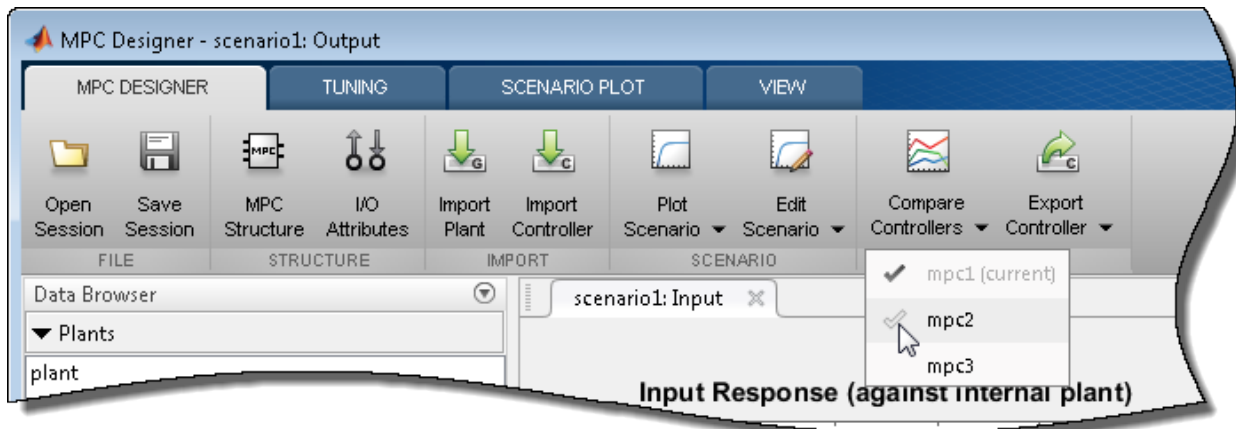 MPC Designer - scenario1: Output
MPC DESIGNER TUNING SCENARIO PLOT VIEW
MPC G C C
Open Save MPC I/O Import Import Plot Edit Compare Export
Session Session Structure Attributes Plant Controller Scenario Scenario Controllers Controller
FILE STRUCTURE IMPORT SCENARIO
Data Browser scenario1: Input
mpc1 (current)
Plants
mpc2
plant
mpc3
Input Response (against internal plant)